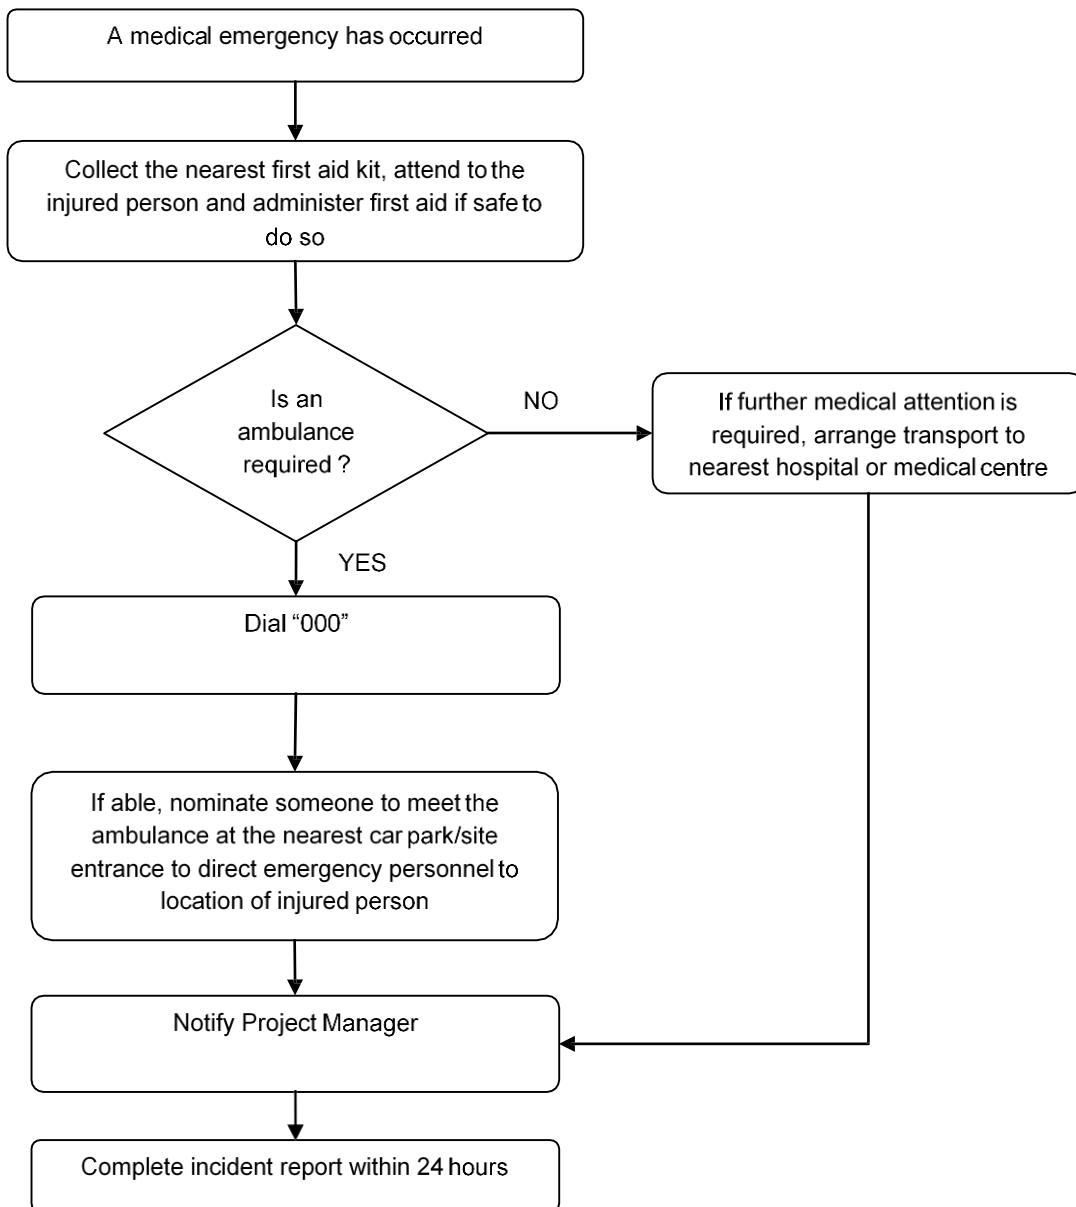 A medical emergency has occurred
Collect the nearest first aid kit, attend to the
injured person and administer first aid if safe to
do so
Is an
ambulance
required ?
NO
If further medical attention is
required, arrange transport to
nearest hospital or medical centre
YES
Dial “000”
If able, nominate someone to meet the
ambulance at the nearest car park/site
entrance to direct emergency personnel to
location of injured person
Notify Project Manager
Complete incident report within 24 hours